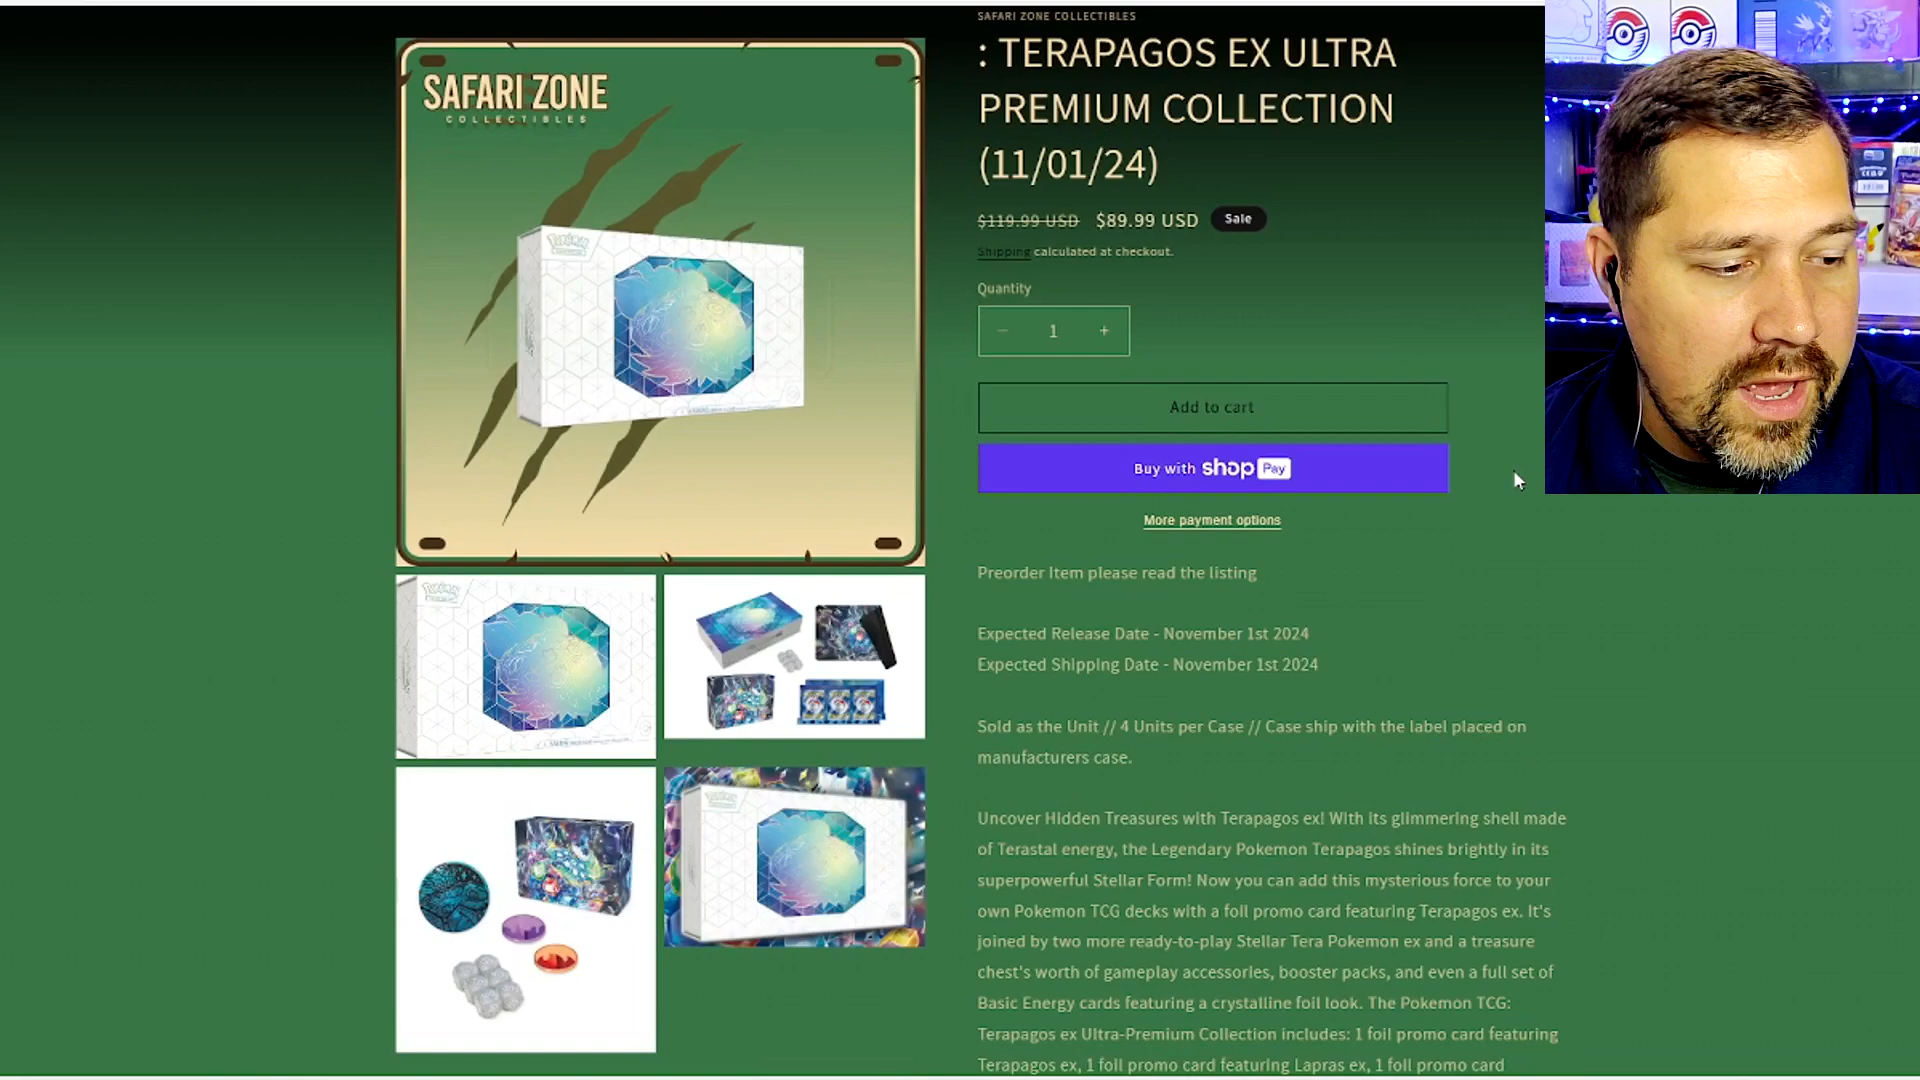 SAFARI ZONE COLLECTIBLES
: TERAPAGOS EX ULTRA
PREMIUM COLLECTION
(11/01/24)
$119.99 USD $89.99 USD Sale
Shipping calculated at checkout.
Quantity
− 1 +
Add to cart
Buy with shop Pay
More payment options
Preorder Item please read the listing
Expected Release Date - November 1st 2024
Expected Shipping Date - November 1st 2024
Sold as the Unit // 4 Units per Case // Case ship with the label placed on
manufacturers case.
Uncover Hidden Treasures with Terapagos ex! With its glimmering shell made
of Terastal energy, the Legendary Pokemon Terapagos shines brightly in its
superpowerful Stellar Form! Now you can add this mysterious force to your
own Pokemon TCG decks with a foil promo card featuring Terapagos ex. It's
joined by two more ready-to-play Stellar Tera Pokemon ex and a treasure
chest's worth of gameplay accessories, booster packs, and even a full set of
Basic Energy cards featuring a crystalline foil look. The Pokemon TCG:
Terapagos ex Ultra-Premium Collection includes: 1 foil promo card featuring
Terapagos ex, 1 foil promo card featuring Lapras ex, 1 foil promo card
SAFARI ZONE
COLLECTIBLES
Pokémon
Pokémon
Pokémon